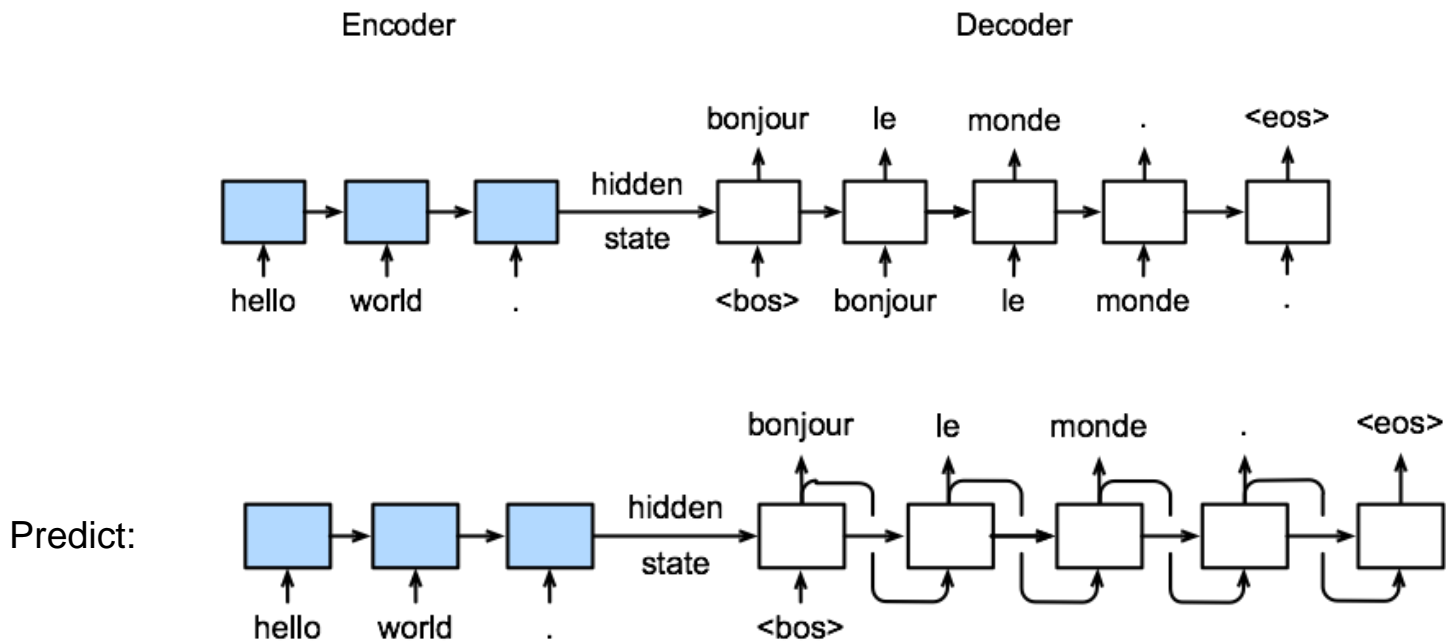 Encoder Decoder
bonjour le monde . <eos>
hidden
state
hello world . <bos> bonjour le monde .
bonjour le monde . <eos>
Predict:
hidden
state
hello world . <bos>